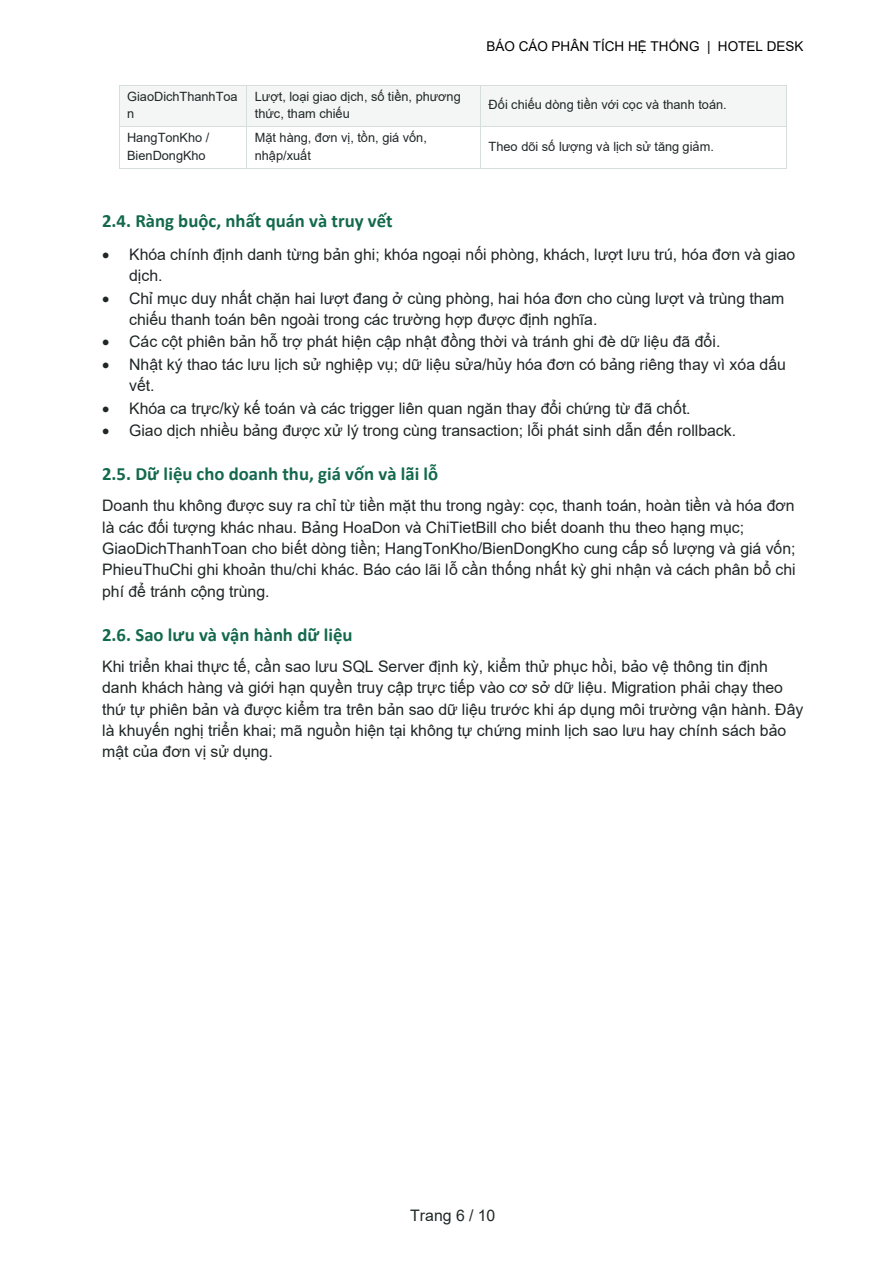 BÁO CÁO PHÂN TÍCH HỆ THỐNG | HOTEL DESK
GiaoDichThanhToa
n
Lượt, loại giao dịch, số tiền, phương
thức, tham chiếu
Đối chiếu dòng tiền với cọc và thanh toán.
HangTonKho /
BienDongKho
Mặt hàng, đơn vị, tồn, giá vốn,
nhập/xuất
Theo dõi số lượng và lịch sử tăng giảm.
2.4. Ràng buộc, nhất quán và truy vết
• Khóa chính định danh từng bản ghi; khóa ngoại nối phòng, khách, lượt lưu trú, hóa đơn và giao
dịch.
• Chỉ mục duy nhất chặn hai lượt đang ở cùng phòng, hai hóa đơn cho cùng lượt và trùng tham
chiếu thanh toán bên ngoài trong các trường hợp được định nghĩa.
• Các cột phiên bản hỗ trợ phát hiện cập nhật đồng thời và tránh ghi đè dữ liệu đã đổi.
• Nhật ký thao tác lưu lịch sử nghiệp vụ; dữ liệu sửa/hủy hóa đơn có bảng riêng thay vì xóa dấu
vết.
• Khóa ca trực/kỳ kế toán và các trigger liên quan ngăn thay đổi chứng từ đã chốt.
• Giao dịch nhiều bảng được xử lý trong cùng transaction; lỗi phát sinh dẫn đến rollback.
2.5. Dữ liệu cho doanh thu, giá vốn và lãi lỗ
Doanh thu không được suy ra chỉ từ tiền mặt thu trong ngày: cọc, thanh toán, hoàn tiền và hóa đơn
là các đối tượng khác nhau. Bảng HoaDon và ChiTietBill cho biết doanh thu theo hạng mục;
GiaoDichThanhToan cho biết dòng tiền; HangTonKho/BienDongKho cung cấp số lượng và giá vốn;
PhieuThuChi ghi khoản thu/chi khác. Báo cáo lãi lỗ cần thống nhất kỳ ghi nhận và cách phân bổ chi
phí để tránh cộng trùng.
2.6. Sao lưu và vận hành dữ liệu
Khi triển khai thực tế, cần sao lưu SQL Server định kỳ, kiểm thử phục hồi, bảo vệ thông tin định
danh khách hàng và giới hạn quyền truy cập trực tiếp vào cơ sở dữ liệu. Migration phải chạy theo
thứ tự phiên bản và được kiểm tra trên bản sao dữ liệu trước khi áp dụng môi trường vận hành. Đây
là khuyến nghị triển khai; mã nguồn hiện tại không tự chứng minh lịch sao lưu hay chính sách bảo
mật của đơn vị sử dụng.
Trang 6 / 10